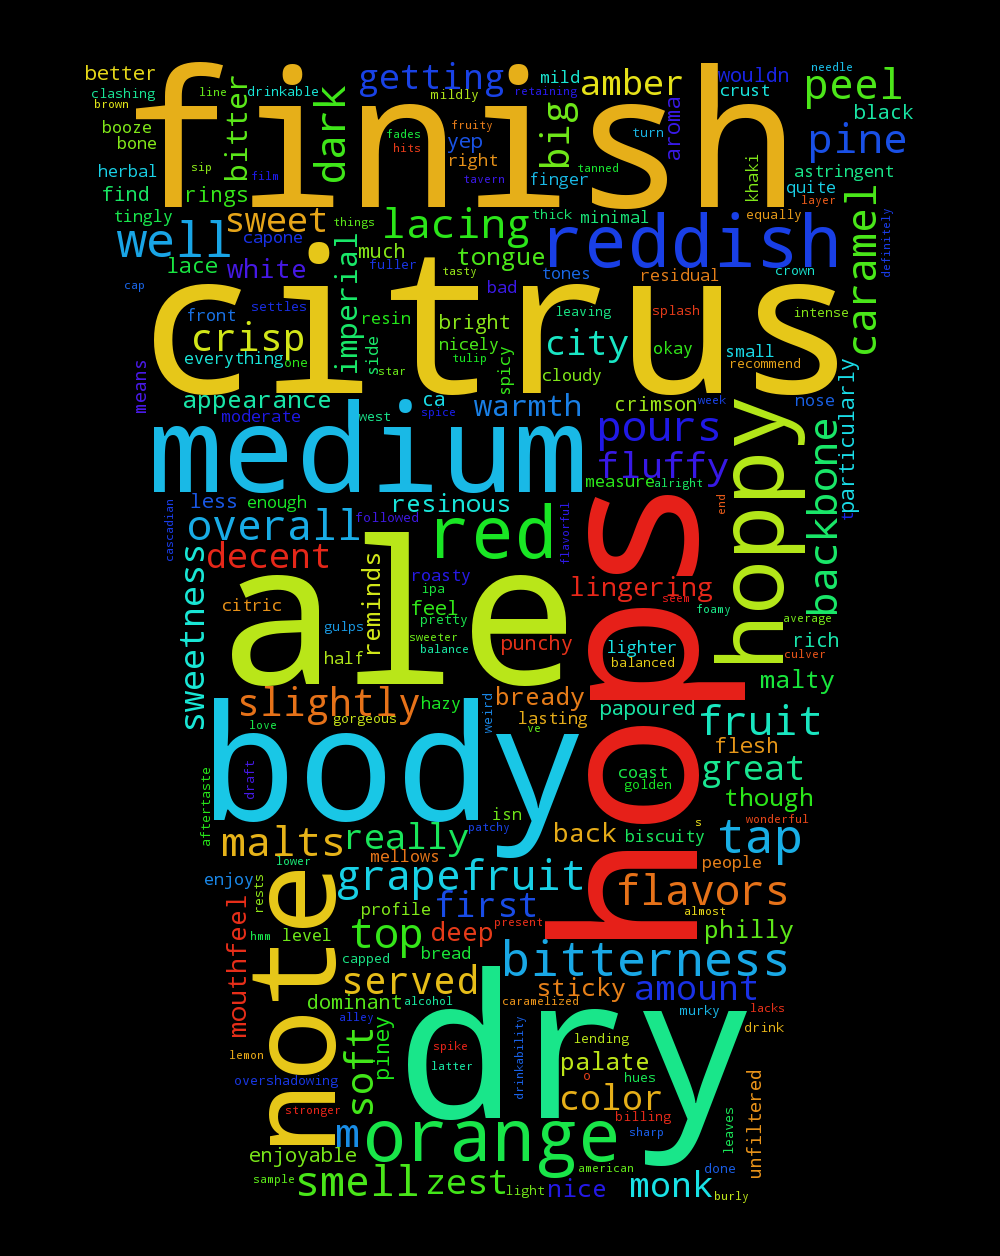 finish
citrus
medium
ale
body
hops
dry
note
hoppy
reddish
red
orange
better
clashing
brown
line
drinkable
getting
mildly
mild
retaining
amber
wouldn
crust
needle
peel
black
booze
bone
bitter
dark
fades
hits
fruity
yep
right
big
turn
aroma
pine
herbal
sip
film
tavern
finger
tanned
khaki
astringent
quite
layer
find
rings
tingly
sweet
things
lacing
thick
minimal
equally
caramel
definitely
well
capone
imperial
much
tongue
lace
white
fuller
tasty
bad
tones
residual
crown
cap
front
settles
resin
bright
leaving
splash
intense
crisp
side
nicely
city
okay
small
everything
one
tulip
star
spicy
cloudy
recommend
means
appearance
ca
warmth
crimson
week
nose
particularly
moderate
west
spice
pours
backbone
fluffy
measure
alright
less
enough
resinous
end
t
cascadian
overall
followed
flavorful
decent
sweetness
reminds
roasty
ipa
lingering
seem
foamy
citric
feel
pretty
average
gulps
sweeter
balance
punchy
lighter
balanced
rich
culver
half
malty
slightly
hazy
bready
papoured
fruit
love
gorgeous
weird
lasting
ve
flesh
aftertaste
draft
coast
golden
great
though
isn
s
wonderful
malts
really
patchy
back
biscuity
tap
lower
mellows
people
enjoy
rests
grapefruit
flavors
profile
first
almost
mouthfeel
hmm
level
top
deep
present
philly
capped
bread
bitterness
served
sticky
amount
dominant
alcohol
caramelized
murky
lacks
alley
drink
lemon
soft
piney
spike
latter
drinkability
lending
palate
overshadowing
o
hues
unfiltered
stronger
color
billing
sharp
leaves
m
enjoyable
american
done
sample
smell
zest
light
nice
monk
burly